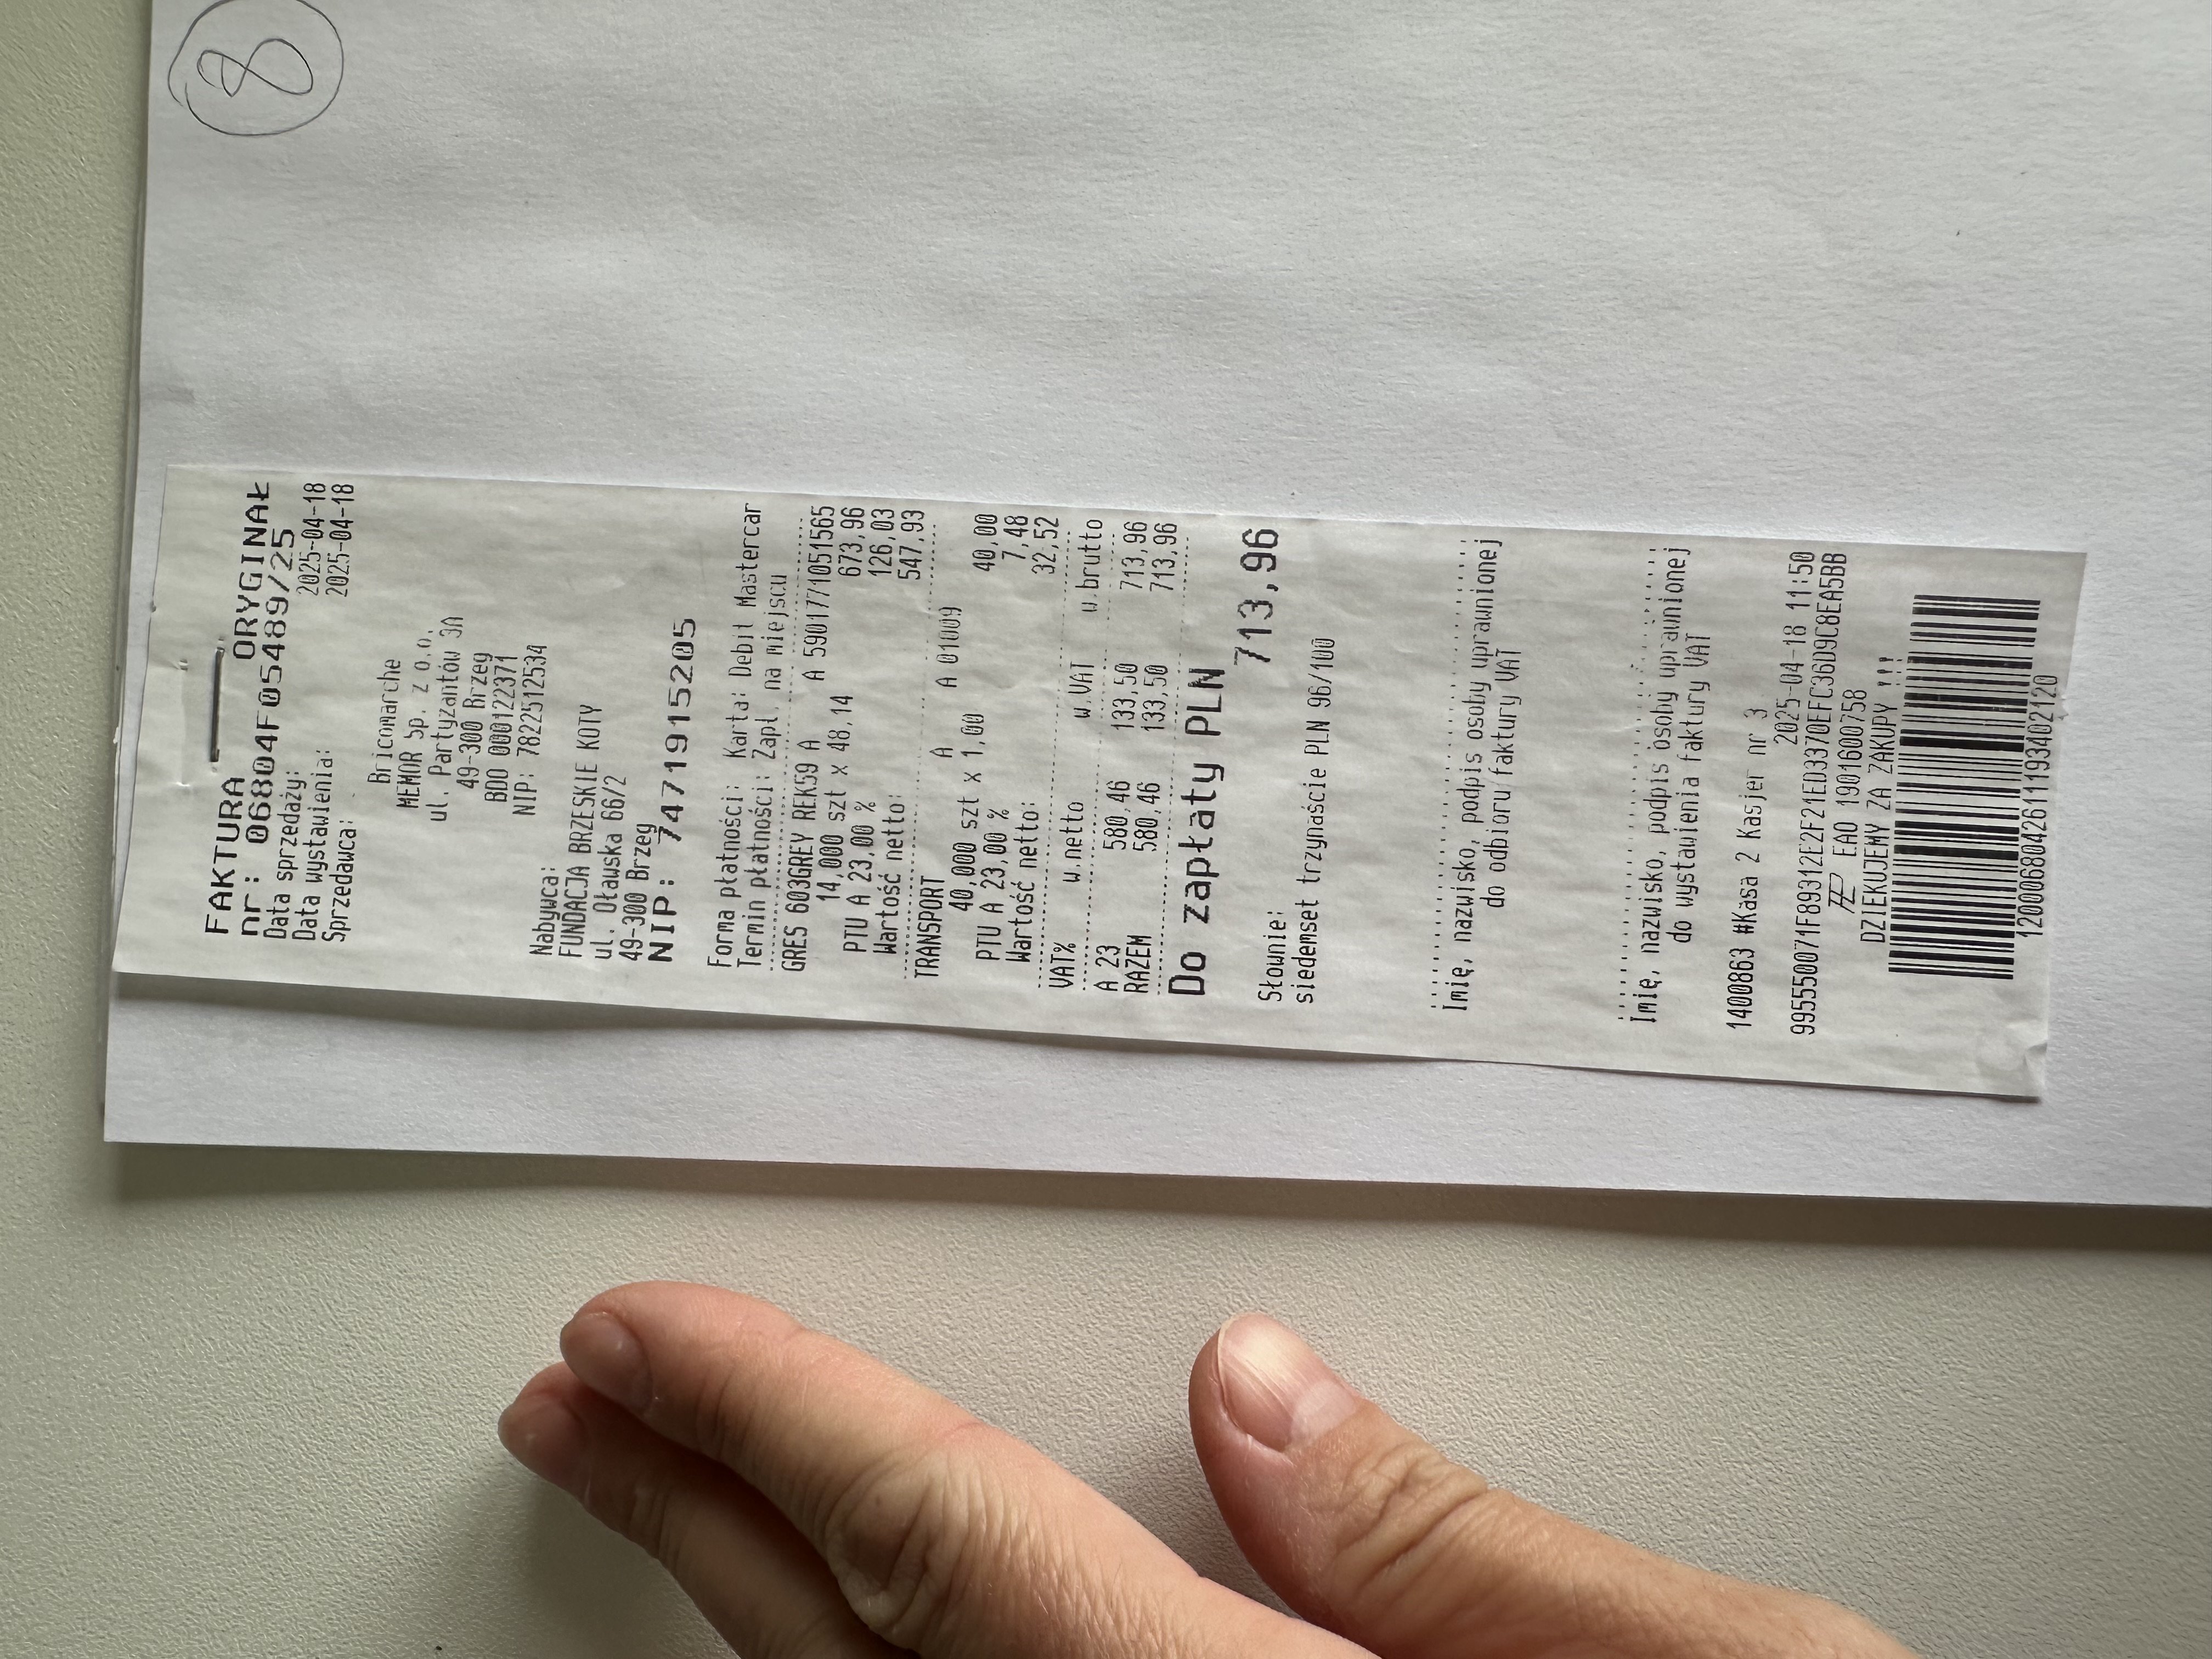 8
FAKTURA ORYGINAŁ
nr: 06804F05489/25
Data sprzedaży: 2025-04-18
Data wystawienia: 2025-04-18
Sprzedawca:
Bricomarche
MEMOR Sp. z o.o.
ul. Partyzantów 3A
49-300 Brzeg
BDO 000122371
NIP: 7822512534
Nabywca:
FUNDACJA BRZESKIE KOTY
ul. Oławska 66/2
49-300 Brzeg
NIP: 7471915205
Forma płatności: Karta: Debit Mastercar
Termin płatności: Zapł. na miejscu
GRES 603GREY REK59 A A 5901771051565
14,000 szt x 48.14 673,96
PTU A 23,00 % 126,03
Wartość netto: 547,93
TRANSPORT A A 01009
40,000 szt x 1,00 40,00
PTU A 23,00 % 7,48
Wartość netto: 32,52
VAT% w.netto w.VAT w.brutto
A 23 580,46 133,50 713,96
RAZEM 580,46 133,50 713,96
Do zapłaty PLN
713,96
Słownie:
siedemset trzynaście PLN 96/100
Imię, nazwisko, podpis osoby uprawnionej
do odbioru faktury VAT
Imię, nazwisko, podpis osoby uprawnionej
do wystawienia faktury VAT
1400863 #Kasa 2 Kasjer nr 3
2025-04-18 11:50
9955550071F89312E2F21ED3370EFC36D9C8EA5BB
EAO 1901600758
DZIEKUJEMY ZA ZAKUPY !!!
12000680426111934021​20